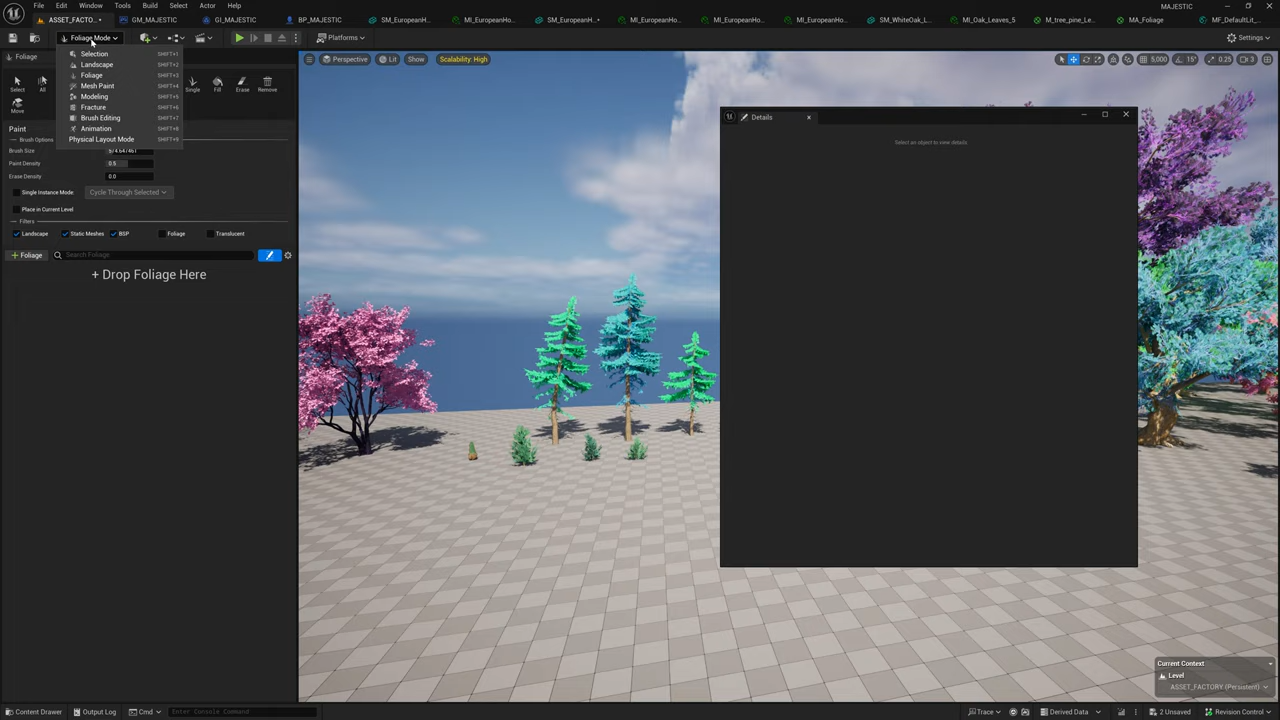 File Edit Window Tools Build Select Actor Help
MAJESTIC
ASSET_FACTO... •
GM_MAJESTIC
GI_MAJESTIC
BP_MAJESTIC
SM_EuropeanH...
MI_EuropeanHo...
SM_EuropeanH... •
MI_EuropeanHo...
MI_EuropeanHo...
MI_EuropeanHo...
SM_WhiteOak_L...
MI_Oak_Leaves_5
M_tree_pine_Le...
MA_Foliage
MF_DefaultLit_...
Foliage Mode
Platforms
Settings
Selection SHIFT+1
Landscape SHIFT+2
Foliage SHIFT+3
Mesh Paint SHIFT+4
Modeling SHIFT+5
Fracture SHIFT+6
Brush Editing SHIFT+7
Animation SHIFT+8
Physical Layout Mode SHIFT+9
Foliage
Select
All
Single
Fill
Erase
Remove
Move
Paint
Brush Options
Brush Size
Paint Density 0.5
Erase Density 0.0
Single Instance Mode
Cycle Through Selected
Place in Current Level
Filters
Landscape
Static Meshes
BSP
Foliage
Translucent
+ Foliage
Search Foliage
+ Drop Foliage Here
Perspective
Lit
Show
Scalability: High
5,000
15°
0.25
3
Details
Select an object to view details.
Current Context
Level
ASSET_FACTORY (Persistent)
Content Drawer
Output Log
Cmd
Enter Console Command
Trace
Derived Data
2 Unsaved
Revision Control